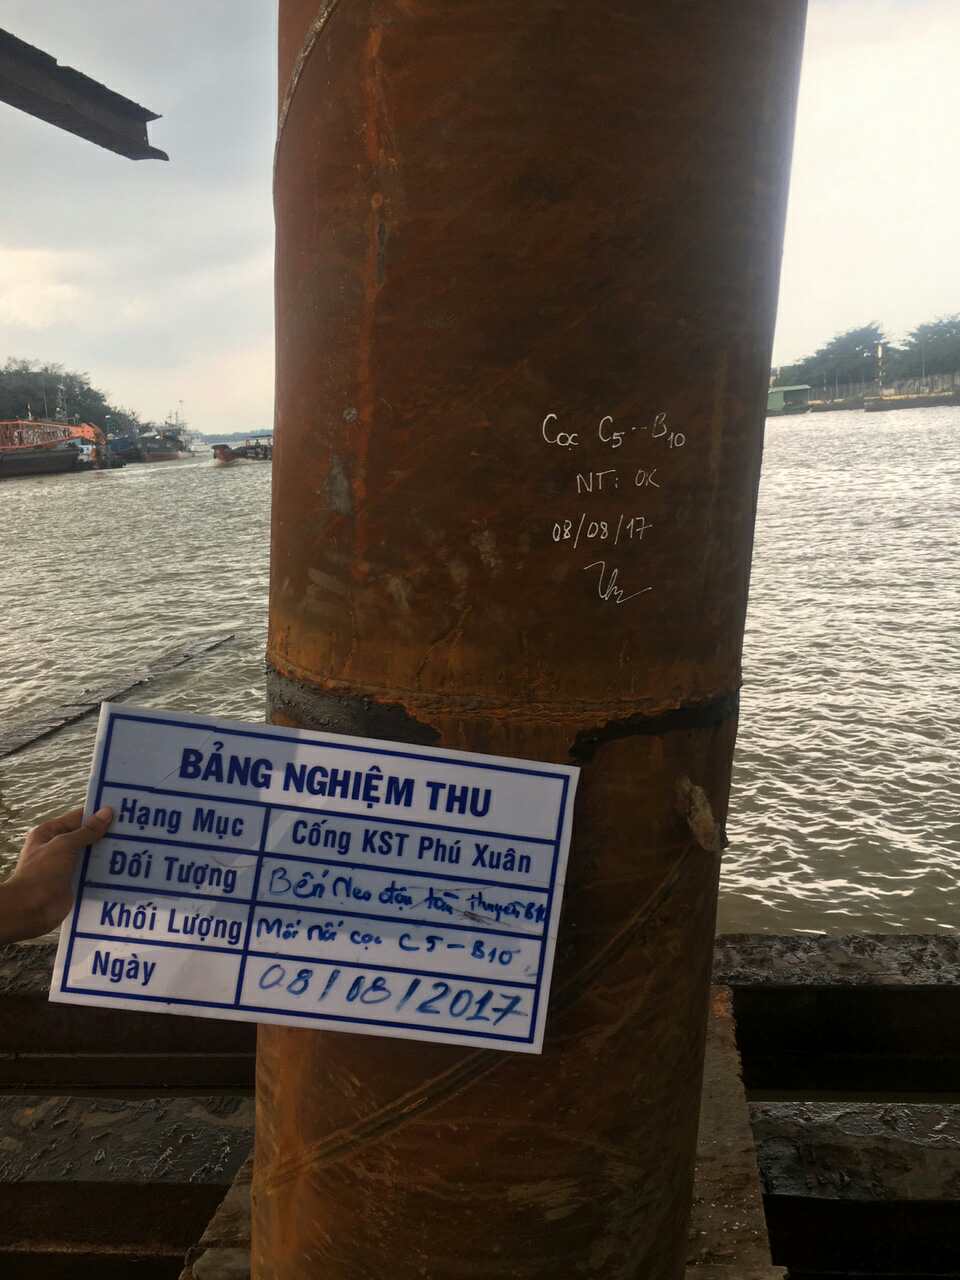 Cọc C5--B10
NT: OK
08/08/17
BẢNG NGHIỆM THU
Hạng Mục Cống KST Phú Xuân
Đối Tượng Bến Neo đậu tàu thuyền B10
Khối Lượng Mối nối cọc C5-B10
Ngày 08/08/2017